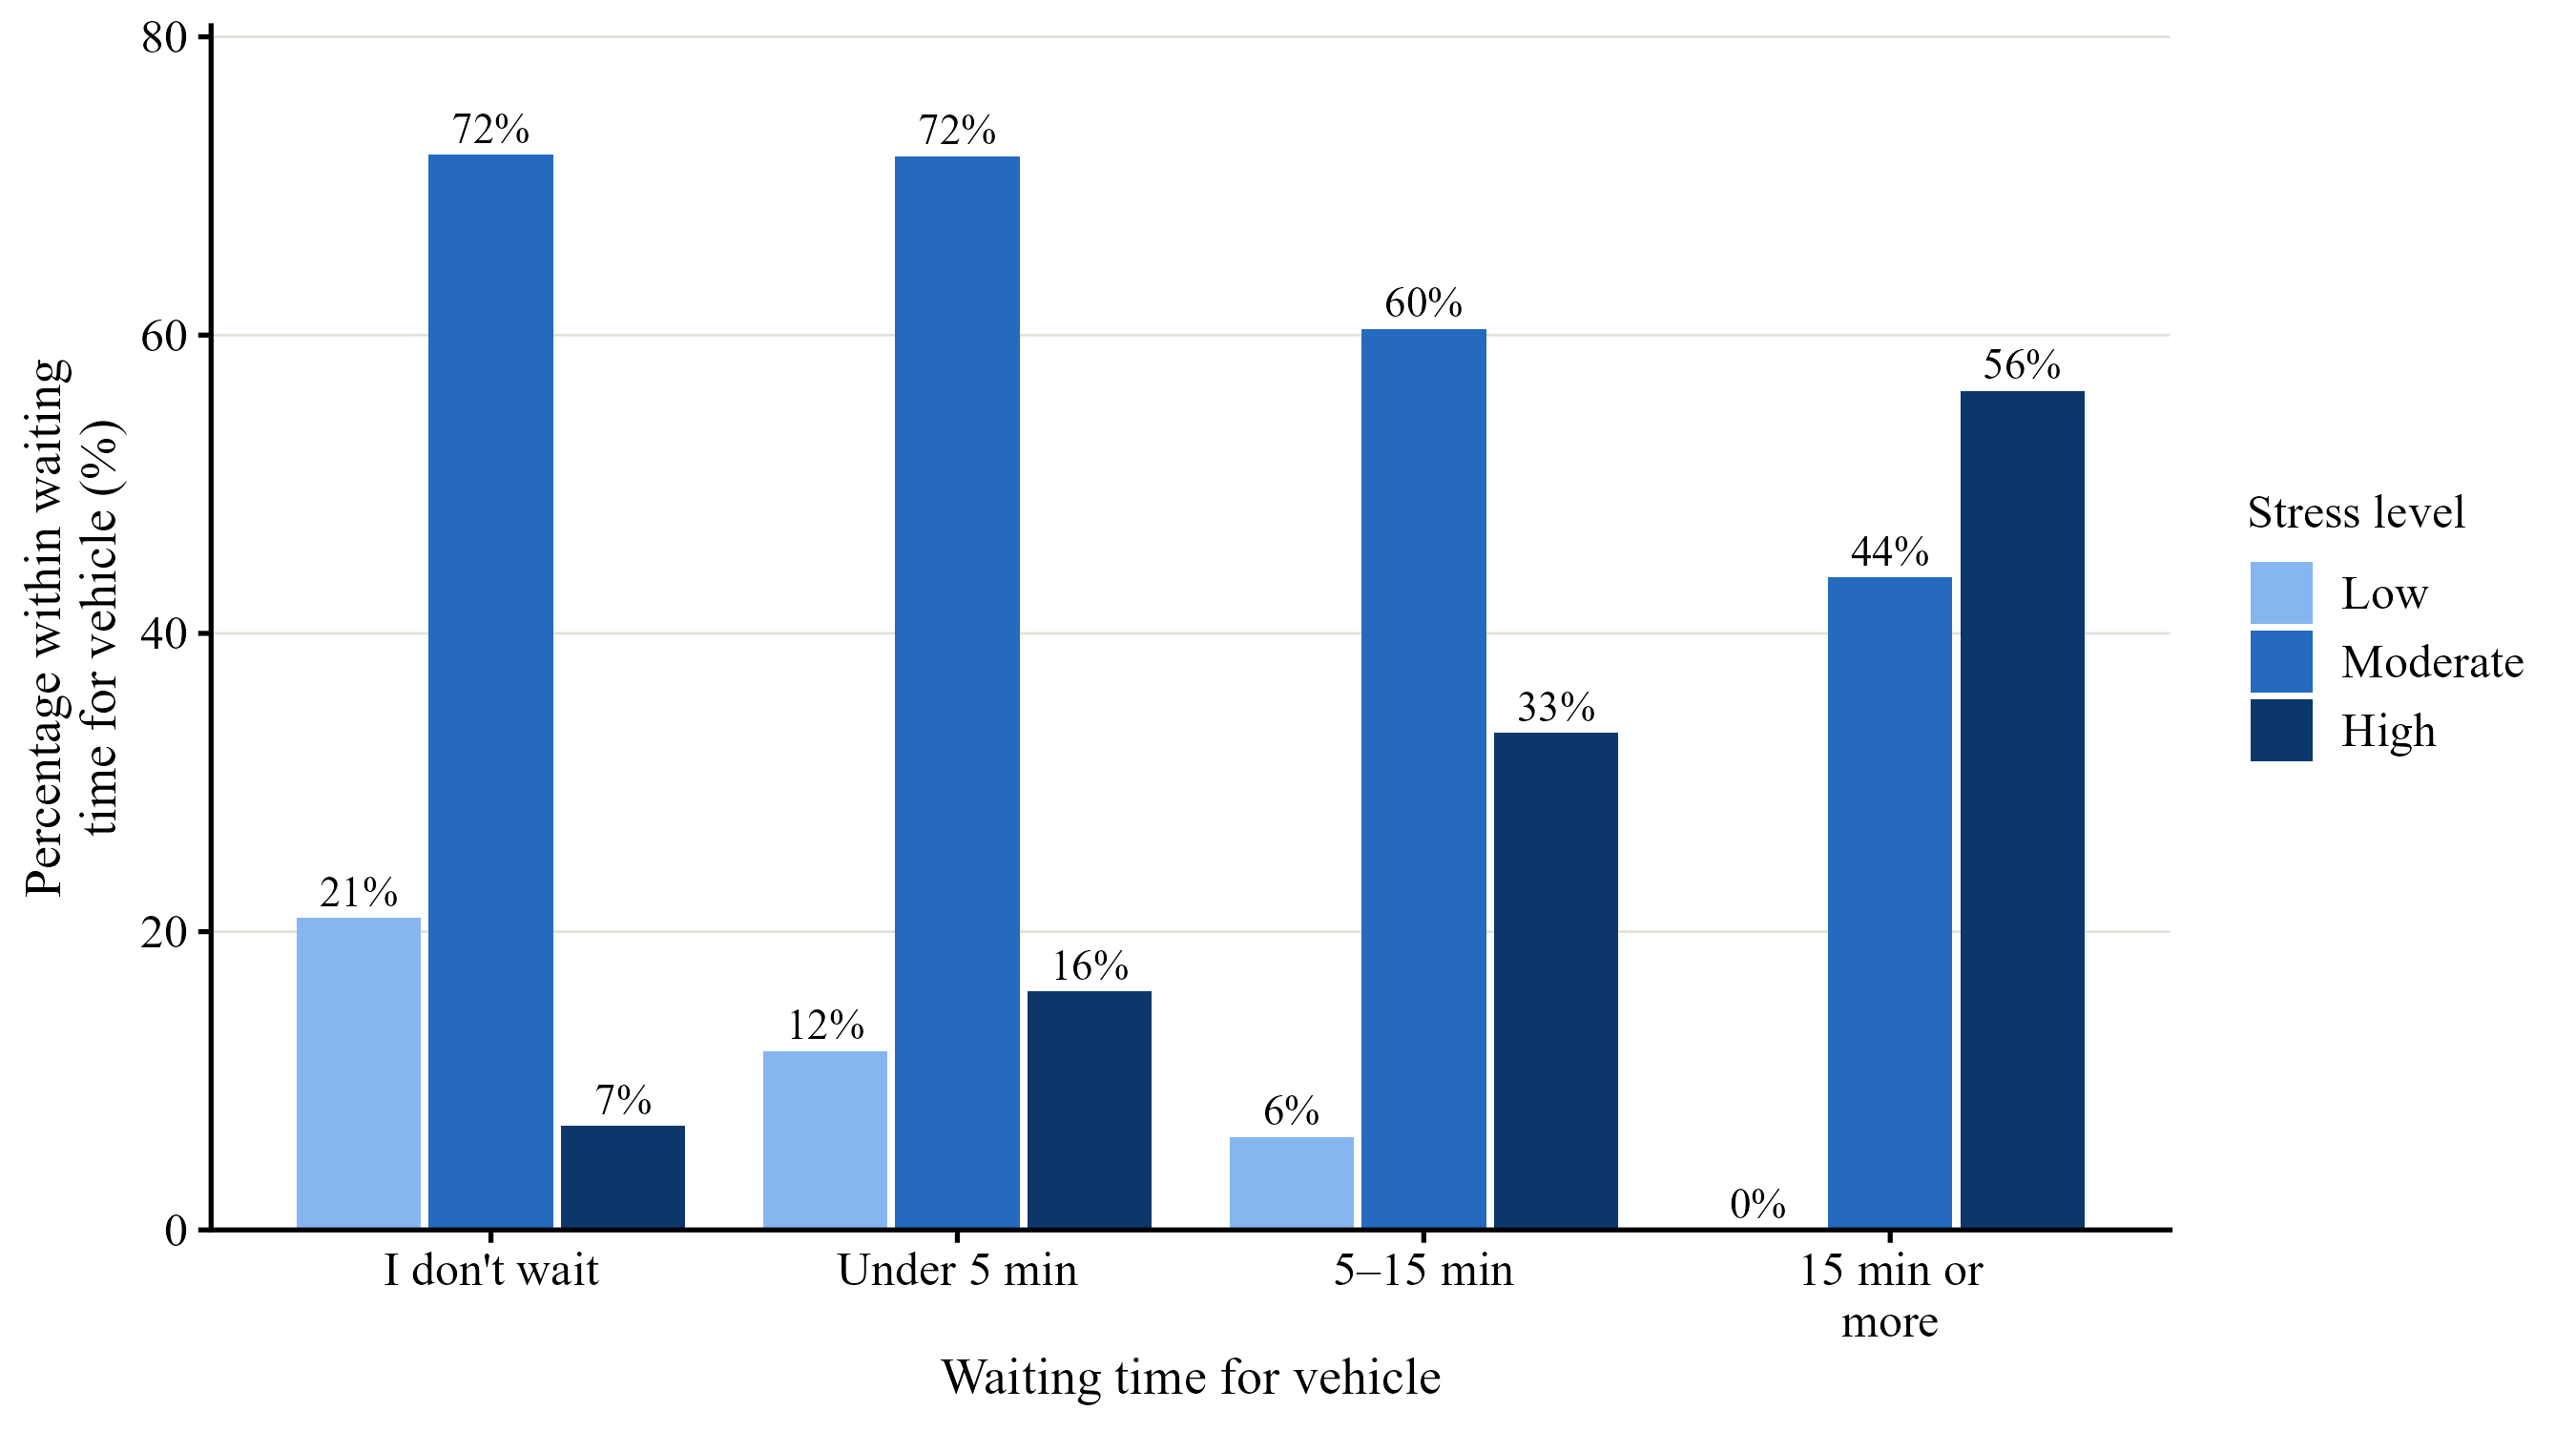 Percentage within waiting
time for vehicle (%)
80
60
40
20
0
72%
72%
60%
56%
44%
33%
21%
16%
12%
7%
6%
0%
I don't wait
Under 5 min
5–15 min
15 min or
more
Waiting time for vehicle
Stress level
Low
Moderate
High